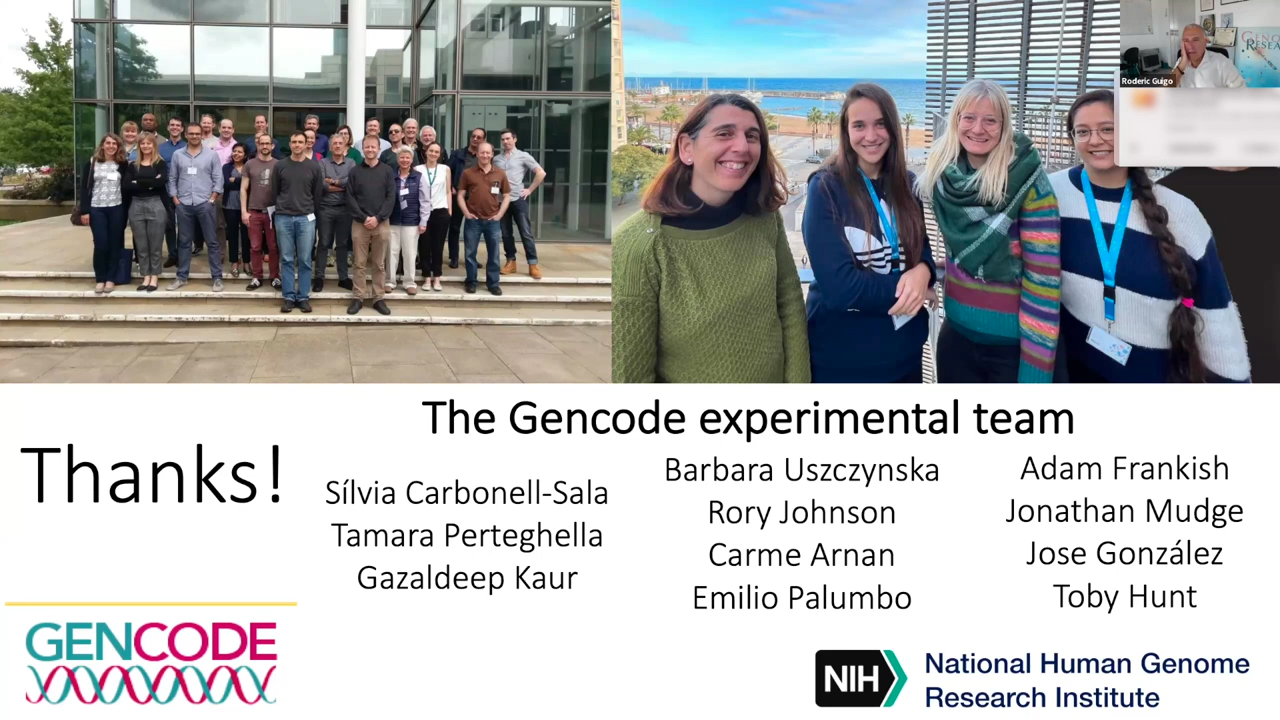 Roderic Guigo
The Gencode experimental team
Thanks!
Sílvia Carbonell-Sala
Tamara Perteghella
Gazaldeep Kaur
Barbara Uszczynska
Rory Johnson
Carme Arnan
Emilio Palumbo
Adam Frankish
Jonathan Mudge
Jose González
Toby Hunt
GENCODE
NIH
National Human Genome
Research Institute